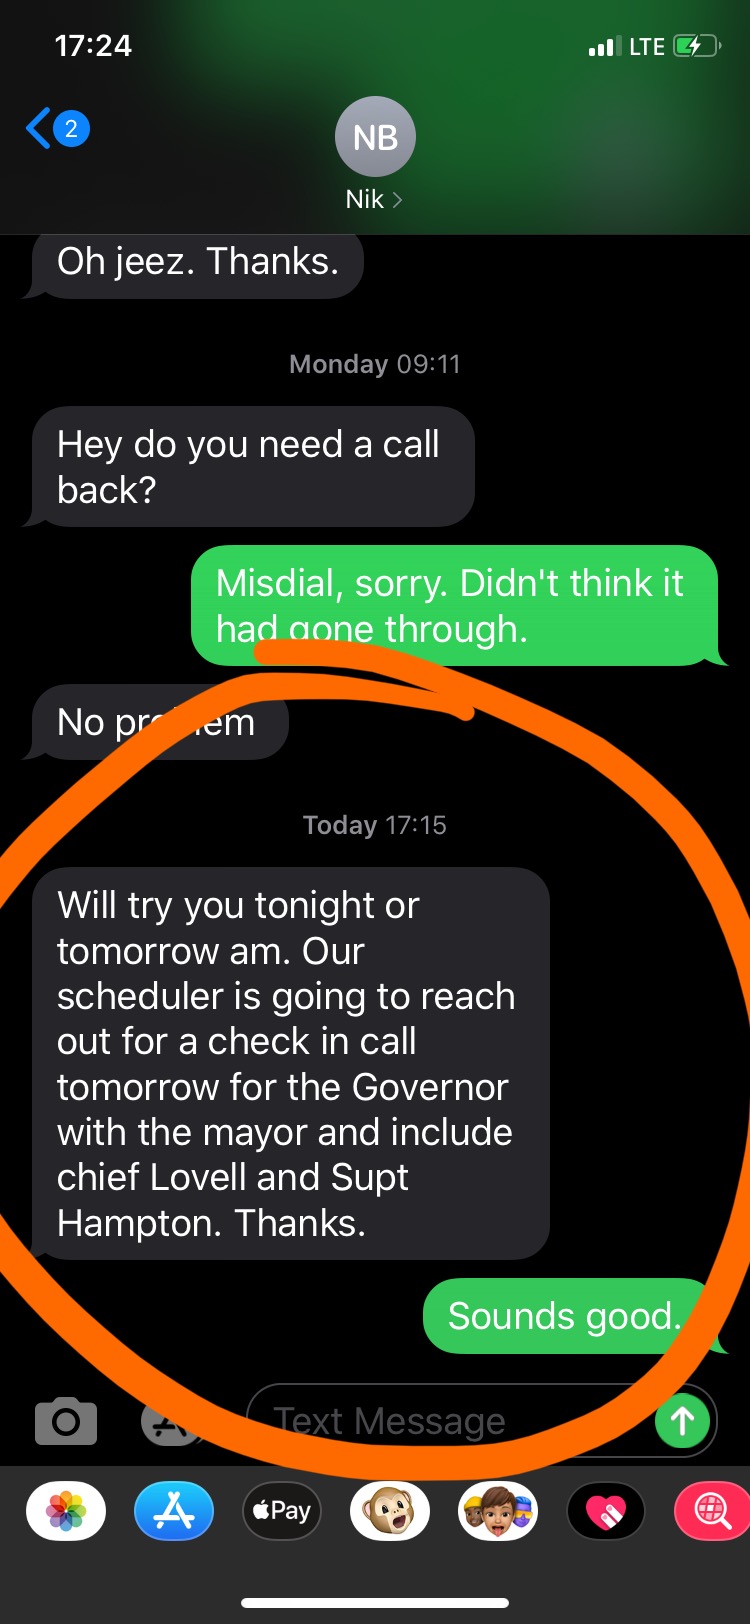 17:24
LTE
2
NB
Nik
Oh jeez. Thanks.
Monday 09:11
Hey do you need a call
back?
Misdial, sorry. Didn't think it
had gone through.
No problem
Today 17:15
Will try you tonight or
tomorrow am. Our
scheduler is going to reach
out for a check in call
tomorrow for the Governor
with the mayor and include
chief Lovell and Supt
Hampton. Thanks.
Sounds good.
Text Message
Pay